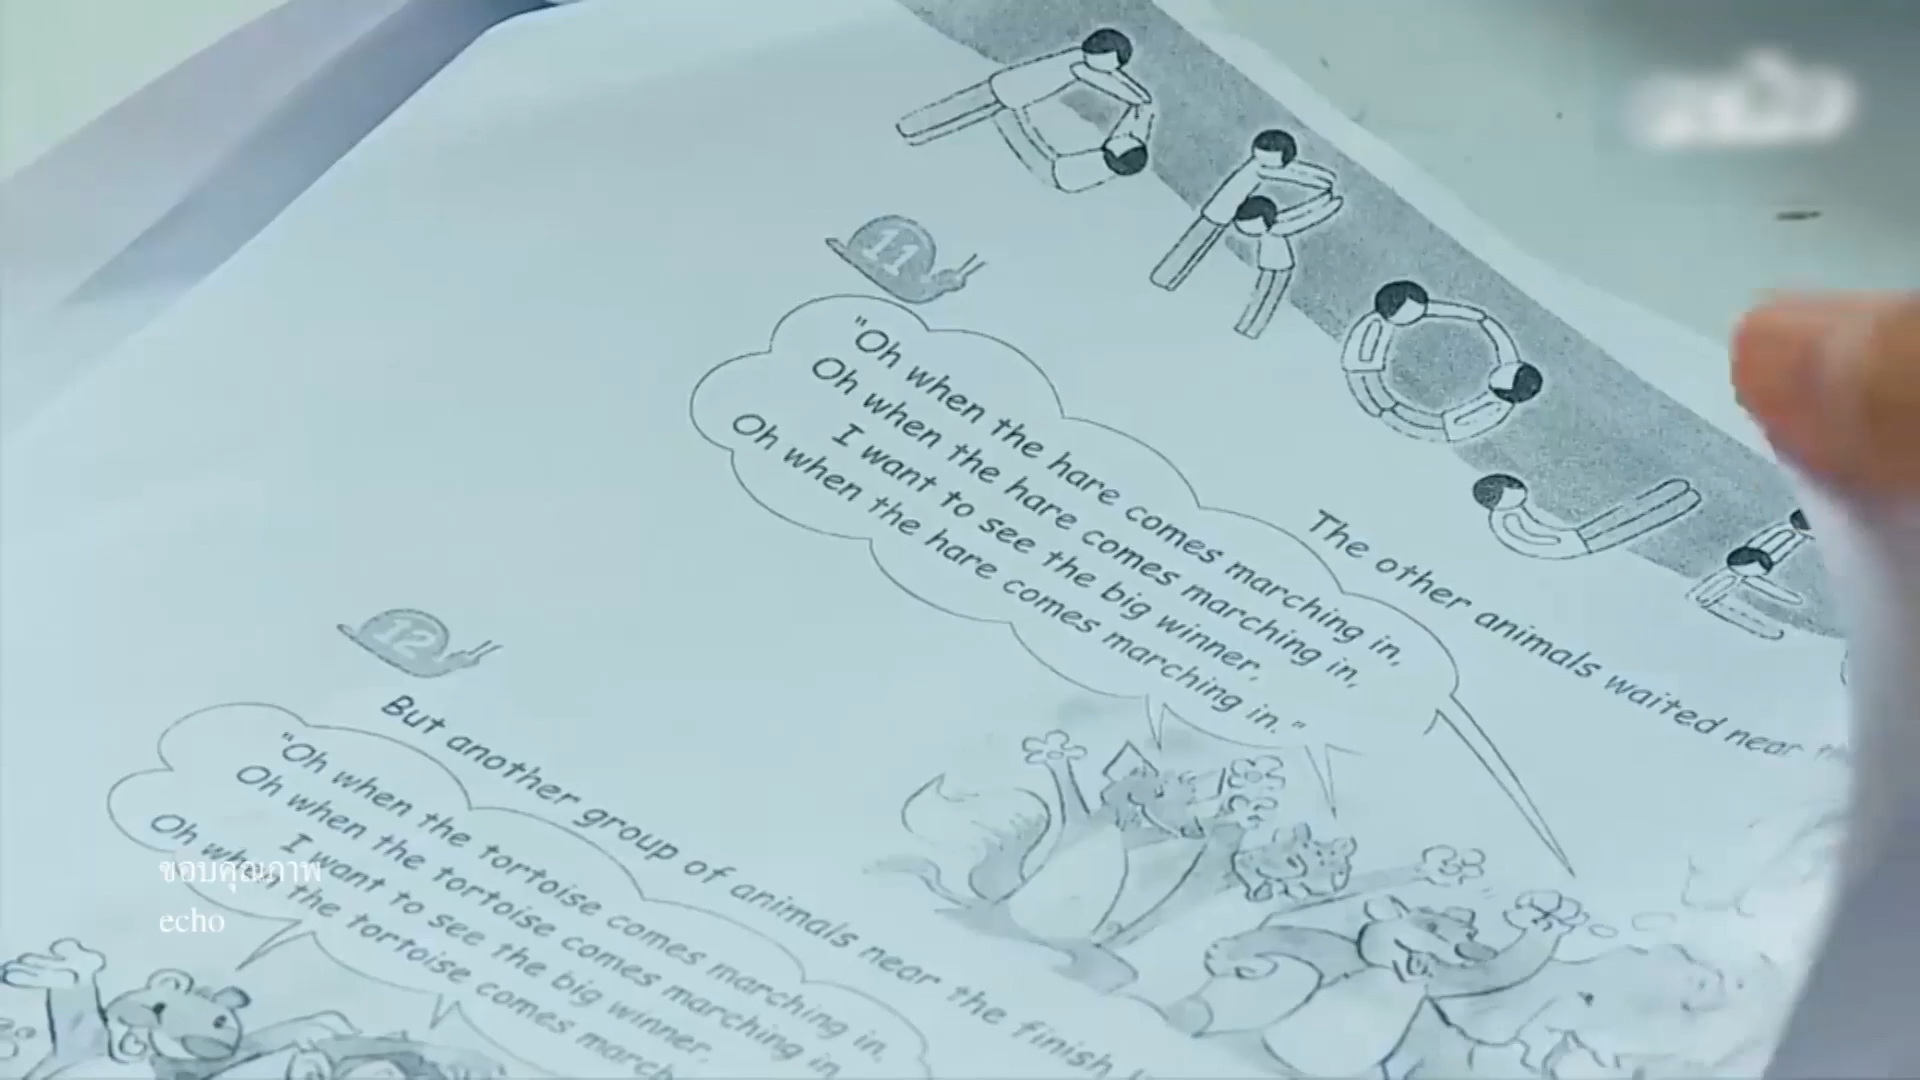 11
The other animals waited near
"Oh when the hare comes marching in,
Oh when the hare comes marching in,
I want to see the big winner,
Oh when the hare comes marching in."
12
But another group of animals near the finish
"Oh when the tortoise comes marching in,
Oh when the tortoise comes marching in
I want to see the big winner,
Oh when the tortoise comes march
ขอบคุณภาพ
echo